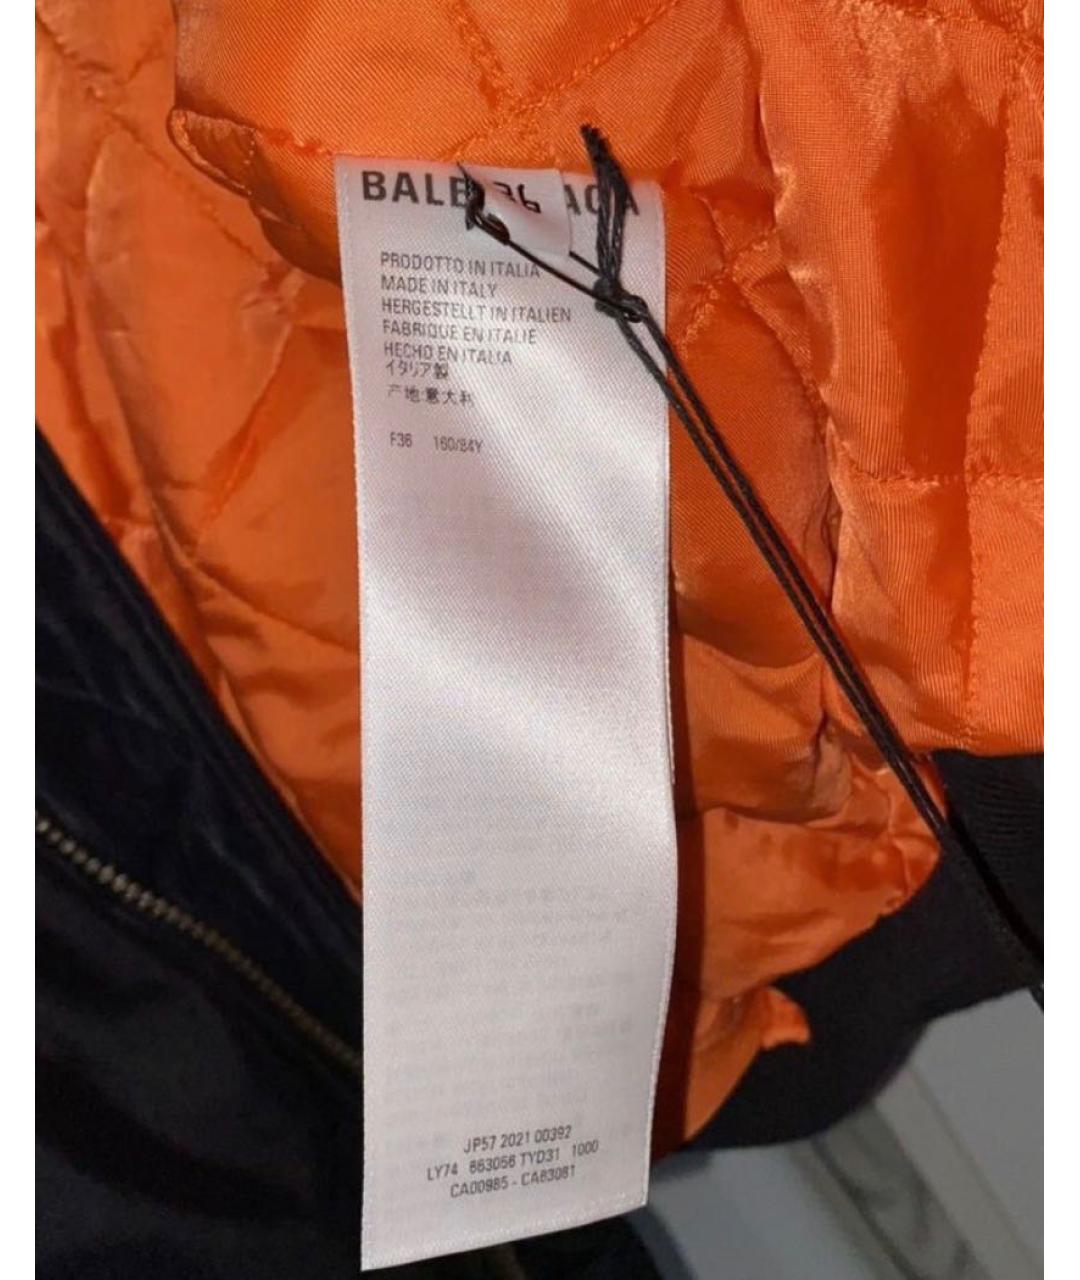 BALE 36 ACA
PRODOTTO IN ITALIA
MADE IN ITALY
HERGESTELLT IN ITALIEN
FABRIQUE EN ITALIE
HECHO EN ITALIA
イタリア製
产地:意大利
F36 160/84Y
JP57 2021 00392
LY74 663056 TYD31 1000
CA00985 - CA63081